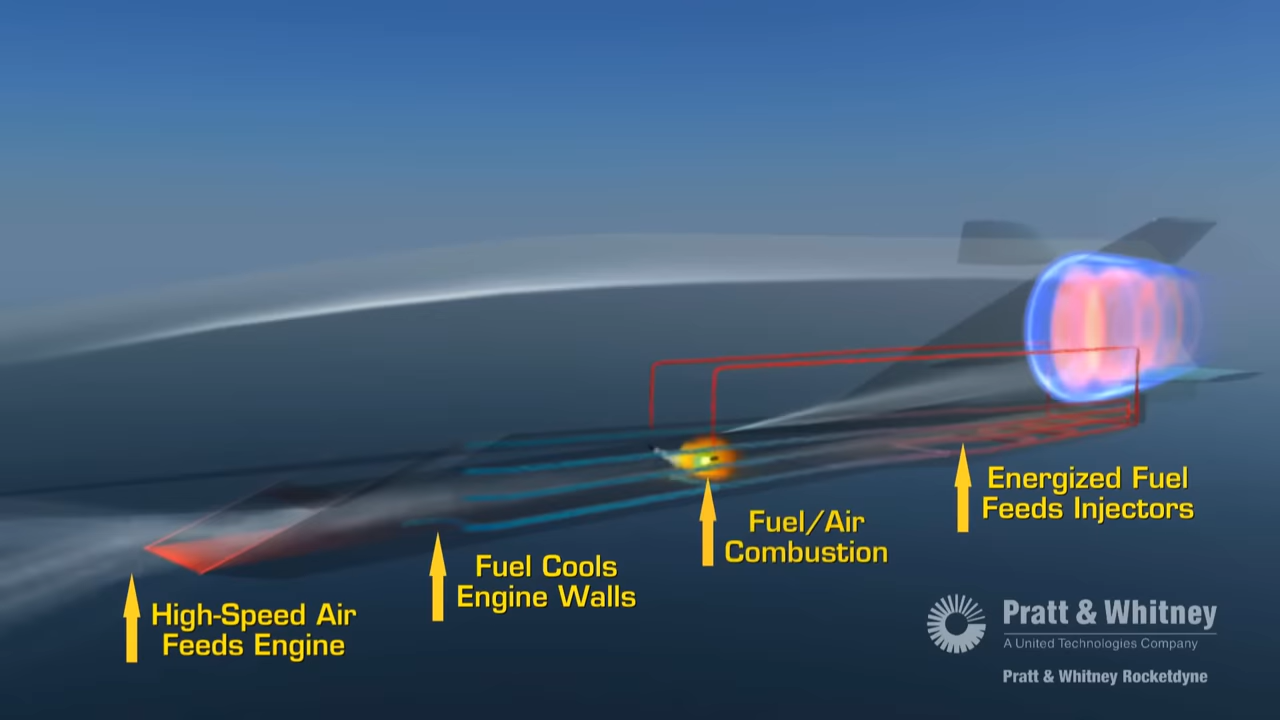 Energized Fuel
Feeds Injectors
Fuel/Air
Combustion
Fuel Cools
Engine Walls
High-Speed Air
Feeds Engine
Pratt & Whitney
A United Technologies Company
Pratt & Whitney Rocketdyne